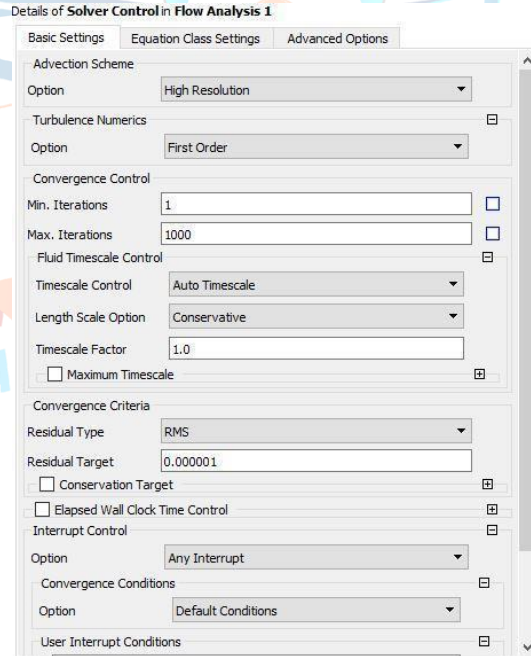 Details of Solver Control in Flow Analysis 1
Basic Settings Equation Class Settings Advanced Options
Advection Scheme
Option High Resolution
Turbulence Numerics
Option First Order
Convergence Control
Min. Iterations 1
Max. Iterations 1000
Fluid Timescale Control
Timescale Control Auto Timescale
Length Scale Option Conservative
Timescale Factor 1.0
Maximum Timescale
Convergence Criteria
Residual Type RMS
Residual Target 0.000001
Conservation Target
Elapsed Wall Clock Time Control
Interrupt Control
Option Any Interrupt
Convergence Conditions
Option Default Conditions
User Interrupt Conditions